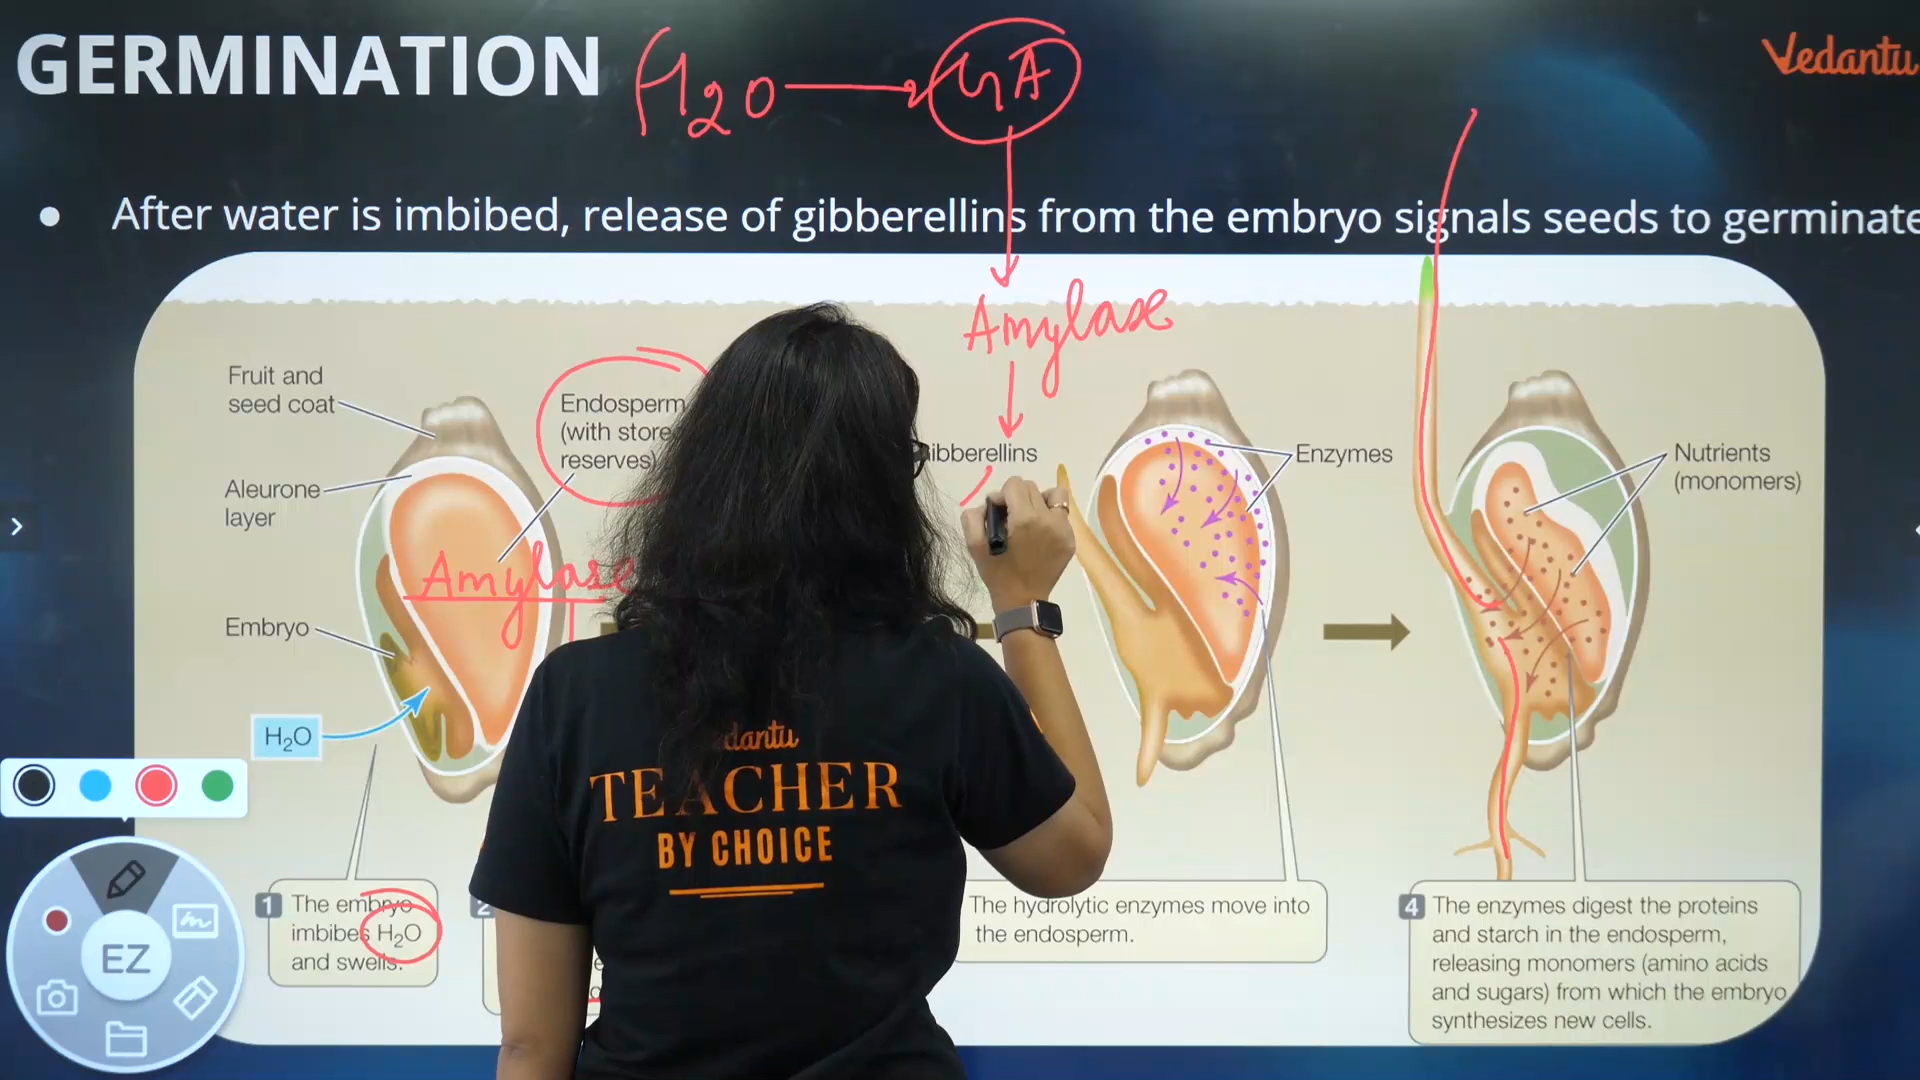 GERMINATION
H2O → GA
Vedantu
• After water is imbibed, release of gibberellins from the embryo signals seeds to germinate
Amylase
Fruit and
seed coat
Endosperm
(with store
reserves)
Aleurone
layer
Amylase
Embryo
H₂O
ibberellins
Enzymes
Nutrients
(monomers)
dantu
TEACHER
BY CHOICE
1 The embryo
imbibes H₂O
and swells.
2
The hydrolytic enzymes move into
the endosperm.
4 The enzymes digest the proteins
and starch in the endosperm,
releasing monomers (amino acids
and sugars) from which the embryo
synthesizes new cells.
EZ